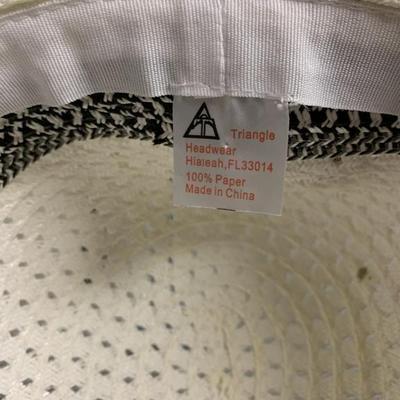 Triangle
Headwear
Hialeah,FL33014
100% Paper
Made in China